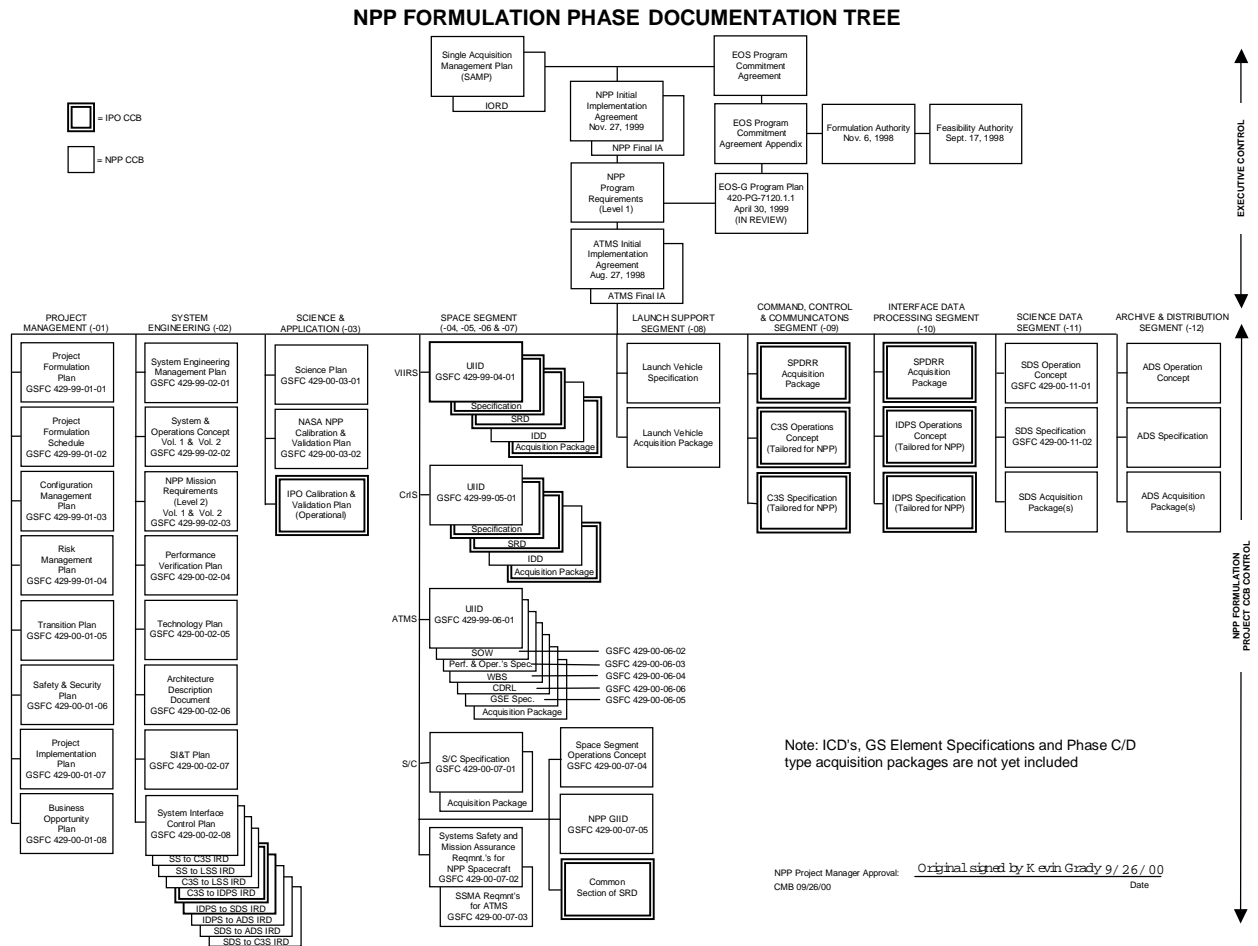 NPP FORMULATION PHASE DOCUMENTATION TREE
= IPO CCB
= NPP CCB
Single Acquisition
Management Plan
(SAMP)
IORD
NPP Initial
Implementation
Agreement
Nov. 27, 1999
NPP Final IA
EOS Program
Commitment
Agreement
EOS Program
Commitment
Agreement Appendix
Formulation Authority
Nov. 6, 1998
Feasibility Authority
Sept. 17, 1998
NPP
Program
Requirements
(Level 1)
EOS-G Program Plan
420-PG-7120.1.1
April 30, 1999
(IN REVIEW)
ATMS Initial
Implementation
Agreement
Aug. 27, 1998
ATMS Final IA
EXECUTIVE CONTROL
PROJECT
MANAGEMENT (-01)
Project
Formulation
Plan
GSFC 429-99-01-01
Project
Formulation
Schedule
GSFC 429-99-01-02
Configuration
Management
Plan
GSFC 429-99-01-03
Risk
Management
Plan
GSFC 429-99-01-04
Transition Plan
GSFC 429-00-01-05
Safety & Security
Plan
GSFC 429-00-01-06
Project
Implementation
Plan
GSFC 429-00-01-07
Business
Opportunity
Plan
GSFC 429-00-01-08
SYSTEM
ENGINEERING (-02)
System Engineering
Management Plan
GSFC 429-99-02-01
System &
Operations Concept
Vol. 1 & Vol. 2
GSFC 429-99-02-02
NPP Mission
Requirements
(Level 2)
Vol. 1 & Vol. 2
GSFC 429-99-02-03
Performance
Verification Plan
GSFC 429-00-02-04
Technology Plan
GSFC 429-00-02-05
Architecture
Description
Document
GSFC 429-00-02-06
SI&T Plan
GSFC 429-00-02-07
System Interface
Control Plan
GSFC 429-00-02-08
SS to C3S IRD
SS to LSS IRD
C3S to LSS IRD
C3S to IDPS IRD
IDPS to SDS IRD
IDPS to ADS IRD
SDS to ADS IRD
SDS to C3S IRD
SCIENCE &
APPLICATION (-03)
Science Plan
GSFC 429-00-03-01
NASA NPP
Calibration &
Validation Plan
GSFC 429-00-03-02
IPO Calibration &
Validation Plan
(Operational)
SPACE SEGMENT
(-04, -05, -06 & -07)
VIIRS
UIID
GSFC 429-99-04-01
Specification
SRD
IDD
Acquisition Package
CrIS
UIID
GSFC 429-99-05-01
Specification
SRD
IDD
Acquisition Package
ATMS
UIID
GSFC 429-99-06-01
SOW
GSFC 429-00-06-02
Perf. & Oper.'s Spec.
GSFC 429-00-06-03
WBS
GSFC 429-00-06-04
CDRL
GSFC 429-00-06-06
GSE Spec.
GSFC 429-00-06-05
Acquisition Package
S/C
S/C Specification
GSFC 429-00-07-01
Acquisition Package
Systems Safety and
Mission Assurance
Reqmnt.'s for
NPP Spacecraft
GSFC 429-00-07-02
SSMA Reqmnt's
for ATMS
GSFC 429-00-07-03
Space Segment
Operations Concept
GSFC 429-00-07-04
NPP GIID
GSFC 429-00-07-05
Common
Section of SRD
LAUNCH SUPPORT
SEGMENT (-08)
Launch Vehicle
Specification
Launch Vehicle
Acquisition Package
COMMAND, CONTROL
& COMMUNICATONS
SEGMENT (-09)
SPDRR
Acquisition
Package
C3S Operations
Concept
(Tailored for NPP)
C3S Specification
(Tailored for NPP)
INTERFACE DATA
PROCESSING SEGMENT
(-10)
SPDRR
Acquisition
Package
IDPS Operations
Concept
(Tailored for NPP)
IDPS Specification
(Tailored for NPP)
SCIENCE DATA
SEGMENT (-11)
SDS Operation
Concept
GSFC 429-00-11-01
SDS Specification
GSFC 429-00-11-02
SDS Acquisition
Package(s)
ARCHIVE & DISTRIBUTION
SEGMENT (-12)
ADS Operation
Concept
ADS Specification
ADS Acquisition
Package(s)
NPP FORMULATION
PROJECT CCB CONTROL
Note: ICD's, GS Element Specifications and Phase C/D
type acquisition packages are not yet included
NPP Project Manager Approval: Original signed by Kevin Grady 9/26/00
CMB 09/26/00
Date